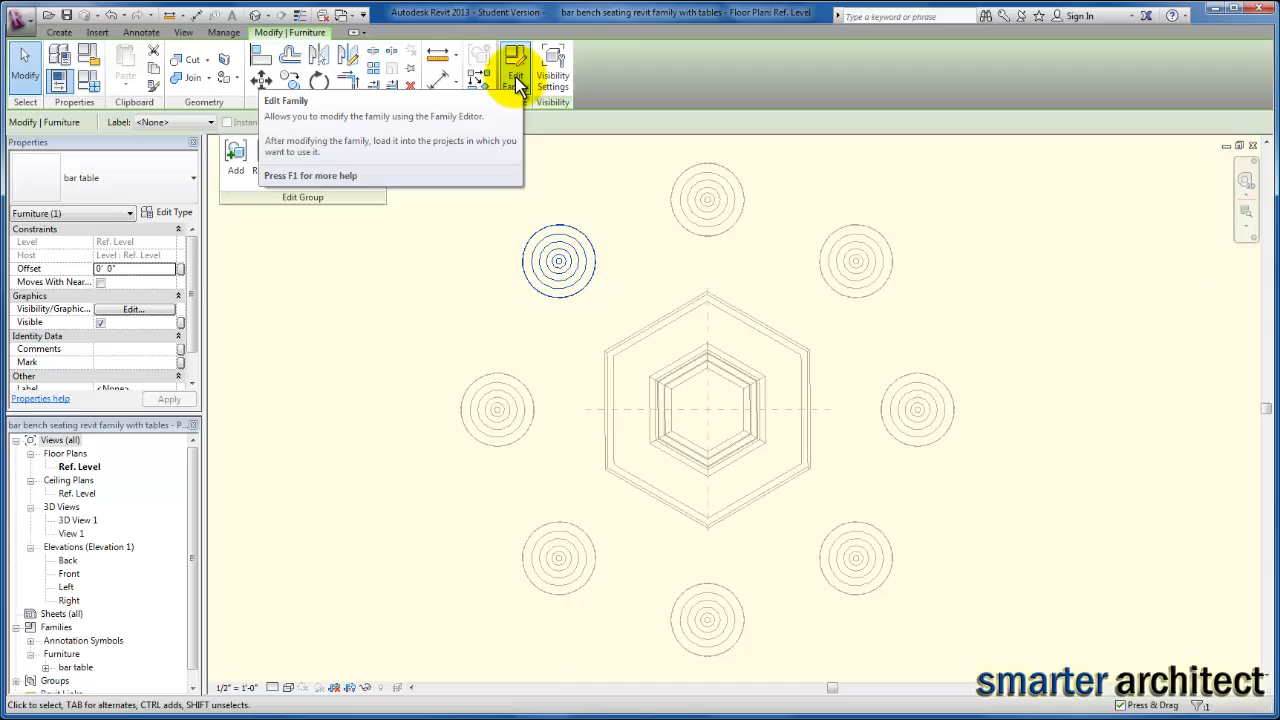 Autodesk Revit 2013 - Student Version - bar bench seating revit family with tables - Floor Plan: Ref. Level
Type a keyword or phrase
Sign In
Create Insert Annotate View Manage Modify | Furniture
Modify
Paste
Cut
Join
Edit
Visibility
Settings
Select Properties Clipboard Geometry Visibility
Modify | Furniture Label: <None>
Edit Family
Allows you to modify the family using the Family Editor.
After modifying the family, load it into the projects in which you
want to use it.
Press F1 for more help
Add
Edit Group
Properties
bar table
Furniture (1) Edit Type
Constraints
Level Ref. Level
Host Level : Ref. Level
Offset 0' 0"
Moves With Near...
Graphics
Visibility/Graphic... Edit...
Visible
Identity Data
Comments
Mark
Other
Label <None>
Properties help Apply
bar bench seating revit family with tables - P...
Views (all)
Floor Plans
Ref. Level
Ceiling Plans
Ref. Level
3D Views
3D View 1
View 1
Elevations (Elevation 1)
Back
Front
Left
Right
Sheets (all)
Families
Annotation Symbols
Furniture
bar table
Groups
Revit Links
1/2" = 1'-0"
smarter architect
Click to select, TAB for alternates, CTRL adds, SHIFT unselects.
Press & Drag :1